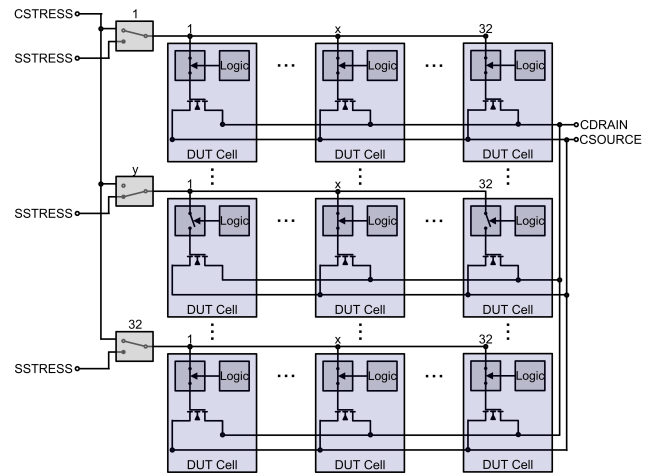 CSTRESS
1
1
x
32
SSTRESS
Logic
...
Logic
...
Logic
CDRAIN
CSOURCE
DUT Cell
DUT Cell
DUT Cell
y
1
x
32
SSTRESS
Logic
...
Logic
...
Logic
DUT Cell
DUT Cell
DUT Cell
32
1
x
32
SSTRESS
Logic
...
Logic
...
Logic
DUT Cell
DUT Cell
DUT Cell